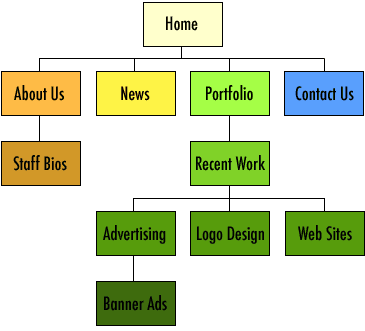 Home
About Us
News
Portfolio
Contact Us
Staff Bios
Recent Work
Advertising
Logo Design
Web Sites
Banner Ads